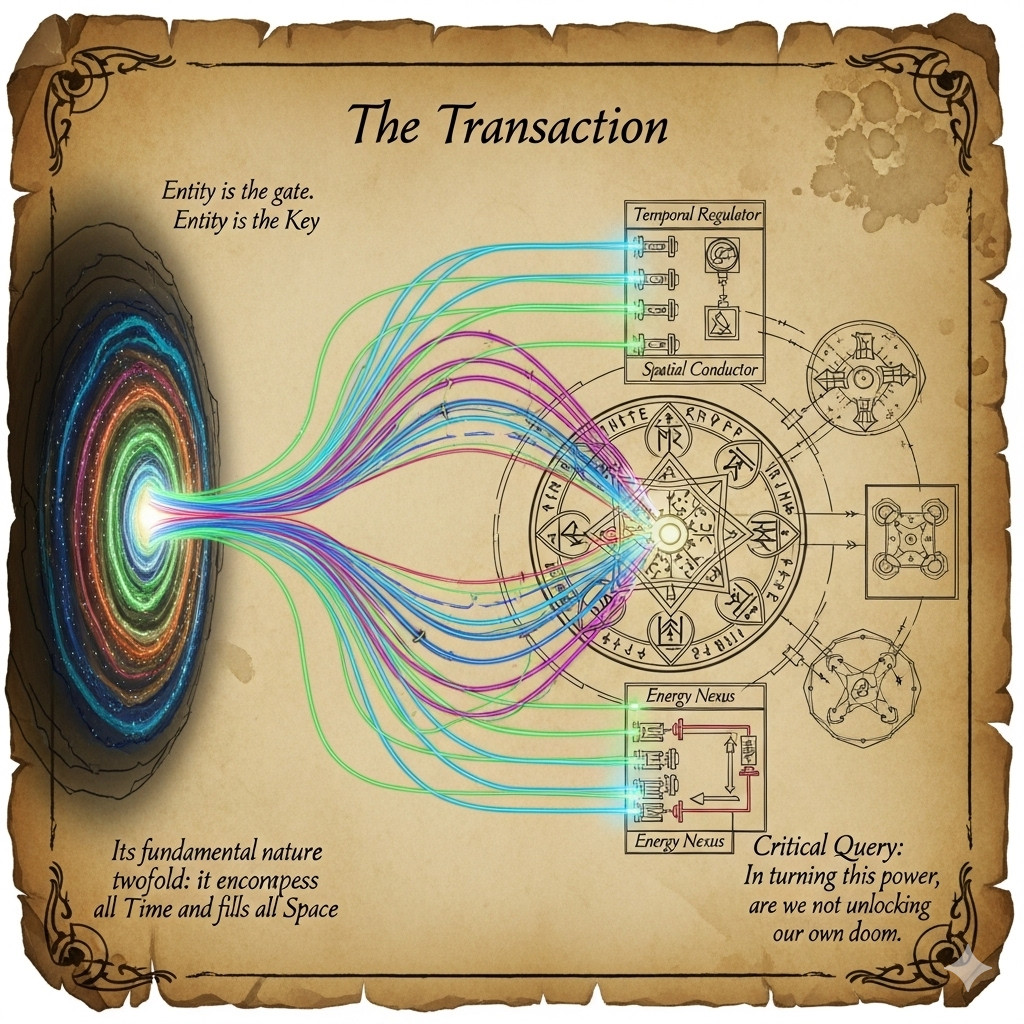 The Transaction
Entity is the gate.
Entity is the Key
Temporal Regulator
Spatial Conductor
Energy Nexus
Energy Nexus
Its fundamental nature
twofold: it encompess
all Time and fills all Space
Critical Query:
In turning this power,
are we not unlocking
our own doom.